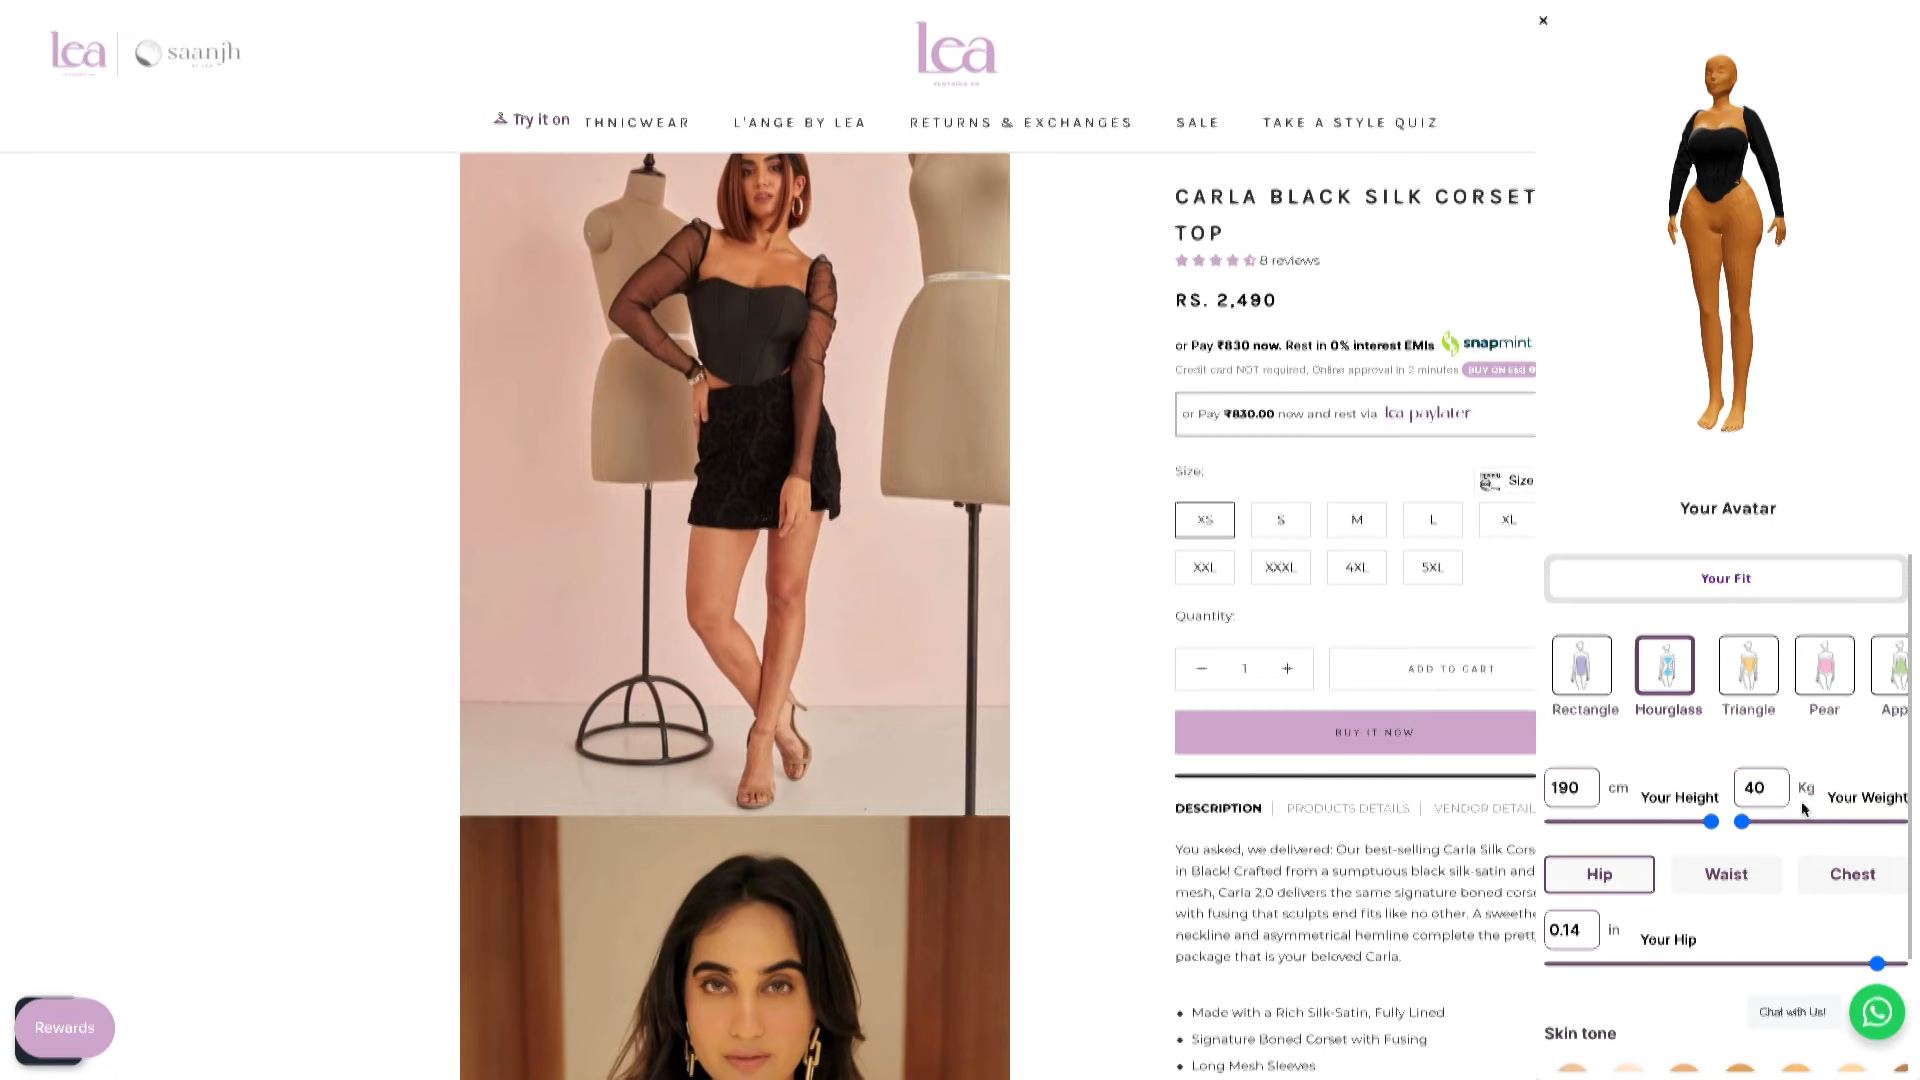 lea
saanjh
lea
CLOTHING CO
Try it on
THNICWEAR
L'ANGE BY LEA
RETURNS & EXCHANGES
SALE
TAKE A STYLE QUIZ
CARLA BLACK SILK CORSET
TOP
8 reviews
RS. 2,490
or Pay ₹830 now. Rest in 0% interest EMIs snapmint
Credit card NOT required, Online approval in 2 minutes BUY ON EMI
or Pay ₹830.00 now and rest via lea paylater
Size:
Size
XS S M L XL
XXL XXXL 4XL 5XL
Quantity:
− 1 +
ADD TO CART
BUY IT NOW
DESCRIPTION PRODUCTS DETAILS VENDOR DETAIL
You asked, we delivered: Our best-selling Carla Silk Cors
in Black! Crafted from a sumptuous black silk-satin and
mesh, Carla 2.0 delivers the same signature boned corse
with fusing that sculpts end fits like no other. A sweethe
neckline and asymmetrical hemline complete the prett
package that is your beloved Carla.
• Made with a Rich Silk-Satin, Fully Lined
• Signature Boned Corset with Fusing
• Long Mesh Sleeves
Rewards
×
Your Avatar
Your Fit
Rectangle Hourglass Triangle Pear App
190 cm Your Height 40 Kg Your Weight
Hip Waist Chest
0.14 in Your Hip
Chat with Us!
Skin tone